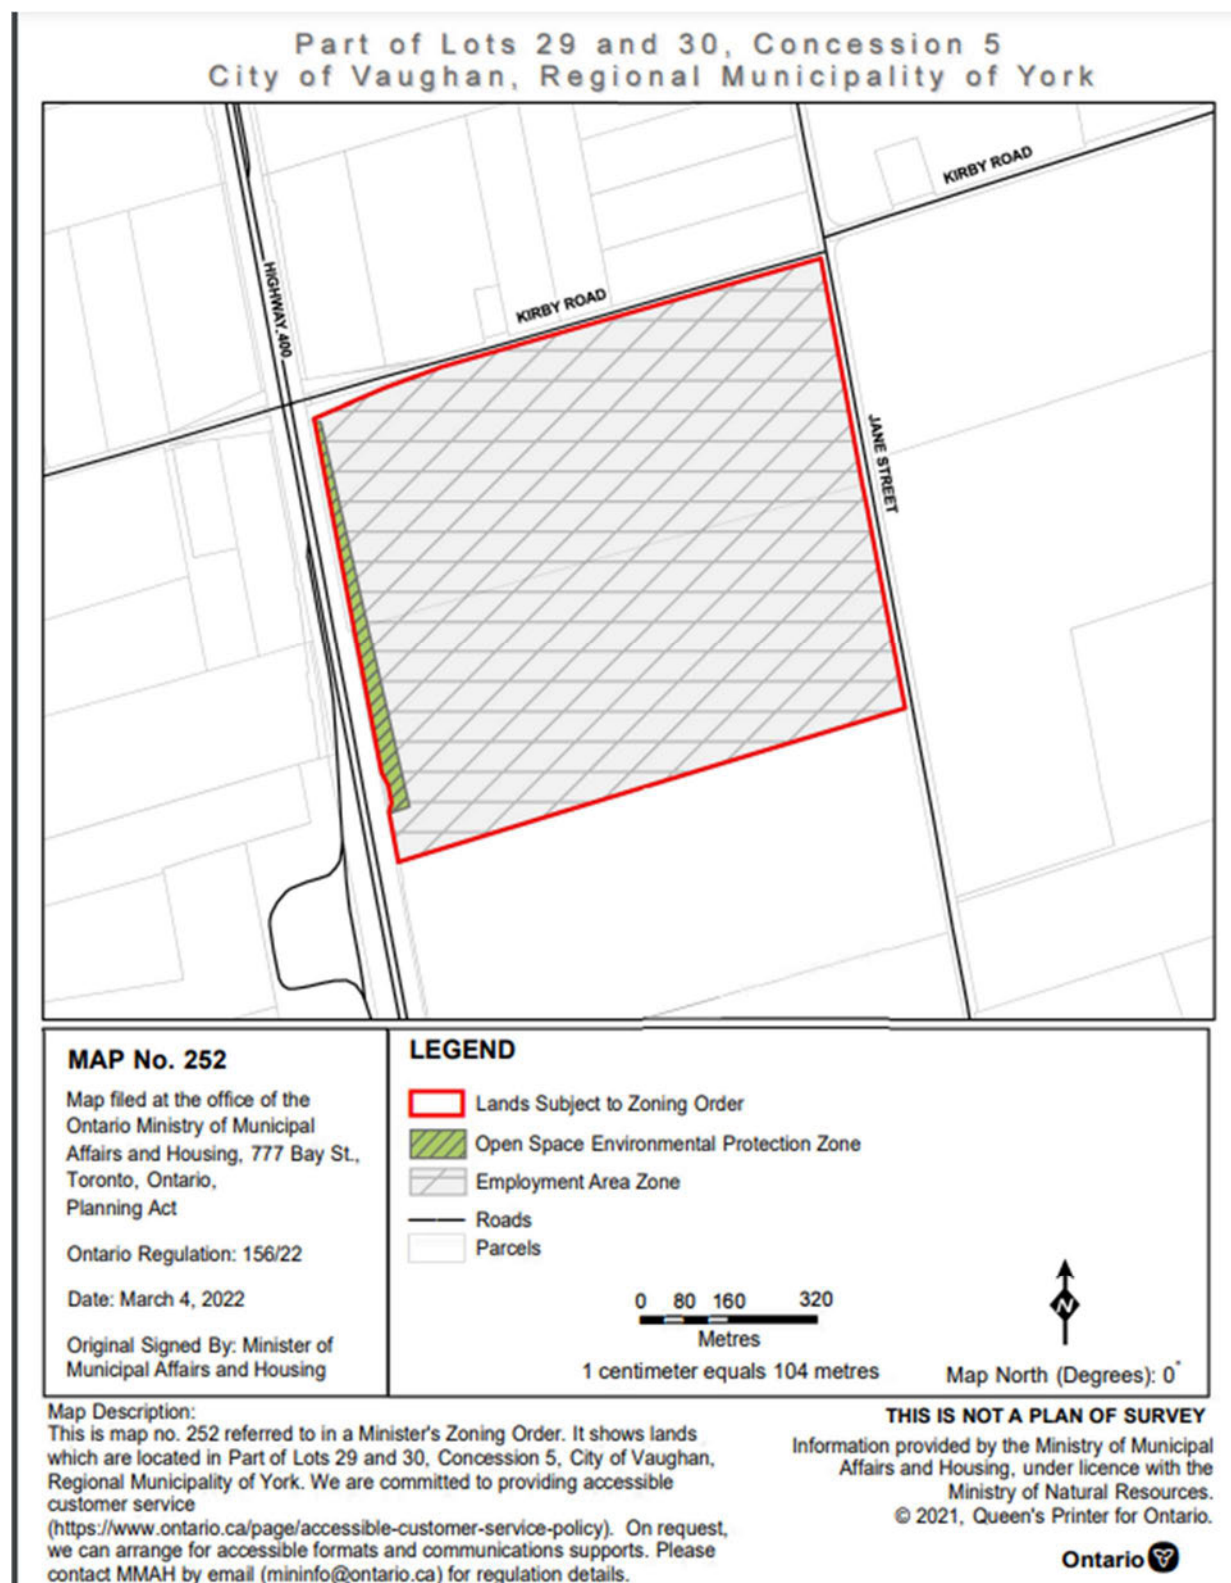 Part of Lots 29 and 30, Concession 5
City of Vaughan, Regional Municipality of York
KIRBY ROAD
HIGHWAY 400
KIRBY ROAD
JANE STREET
MAP No. 252
Map filed at the office of the
Ontario Ministry of Municipal
Affairs and Housing, 777 Bay St.,
Toronto, Ontario,
Planning Act
Ontario Regulation: 156/22
Date: March 4, 2022
Original Signed By: Minister of
Municipal Affairs and Housing
LEGEND
Lands Subject to Zoning Order
Open Space Environmental Protection Zone
Employment Area Zone
Roads
Parcels
0 80 160 320
Metres
1 centimeter equals 104 metres
N
Map North (Degrees): 0°
Map Description:
This is map no. 252 referred to in a Minister's Zoning Order. It shows lands
which are located in Part of Lots 29 and 30, Concession 5, City of Vaughan,
Regional Municipality of York. We are committed to providing accessible
customer service
(https://www.ontario.ca/page/accessible-customer-service-policy). On request,
we can arrange for accessible formats and communications supports. Please
contact MMAH by email (mininfo@ontario.ca) for regulation details.
THIS IS NOT A PLAN OF SURVEY
Information provided by the Ministry of Municipal
Affairs and Housing, under licence with the
Ministry of Natural Resources.
© 2021, Queen's Printer for Ontario.
Ontario